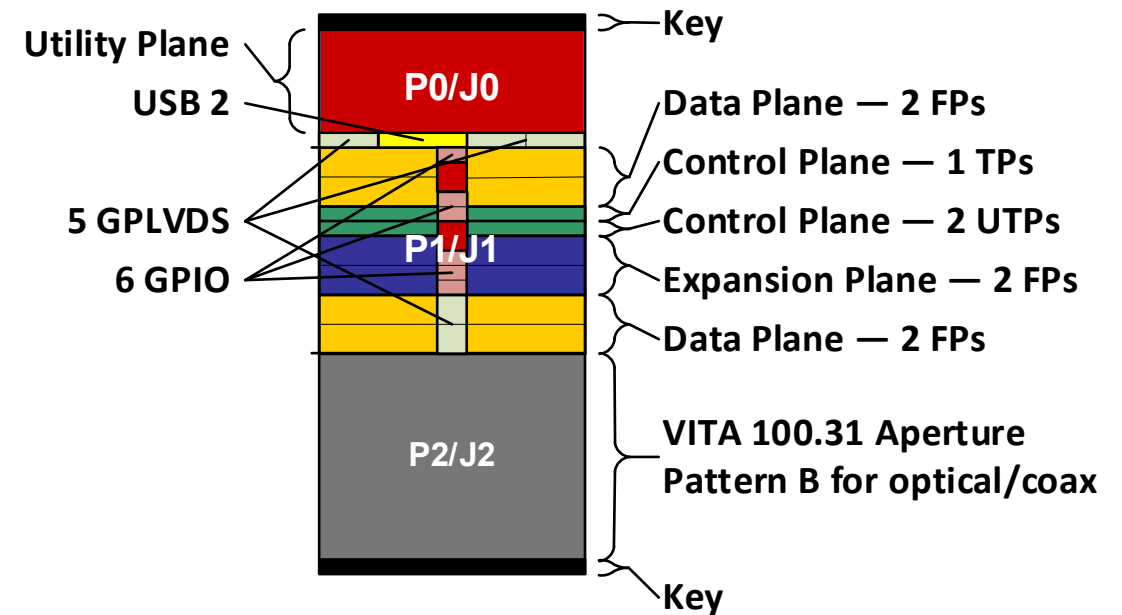 Key
Utility Plane
USB 2
P0/J0
Data Plane — 2 FPs
Control Plane — 1 TPs
5 GPLVDS
Control Plane — 2 UTPs
P1/J1
6 GPIO
Expansion Plane — 2 FPs
Data Plane — 2 FPs
P2/J2
VITA 100.31 Aperture
Pattern B for optical/coax
Key